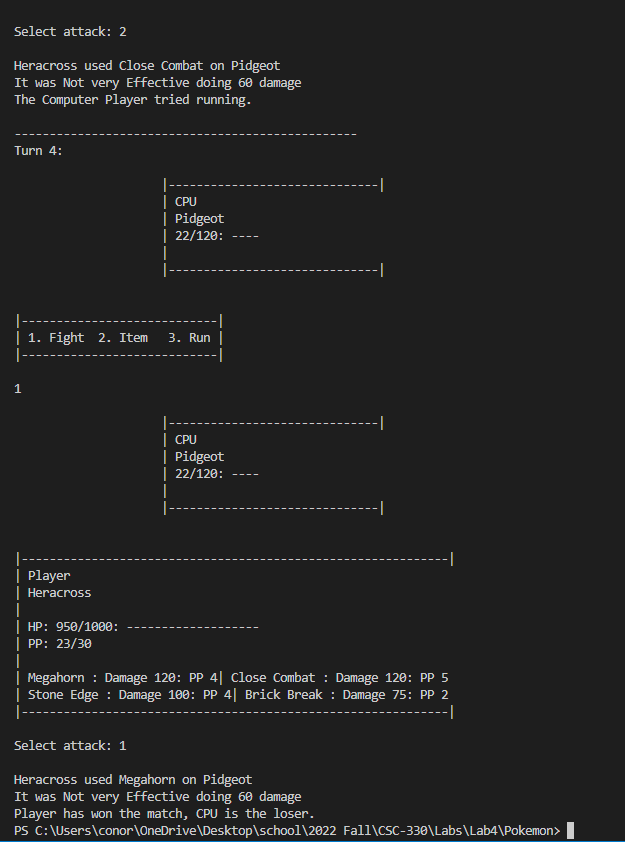 Select attack: 2
Heracross used Close Combat on Pidgeot
It was Not very Effective doing 60 damage
The Computer Player tried running.
-------------------------------------------------
Turn 4:
|------------------------------|
| CPU
| Pidgeot
| 22/120: ----
|
|------------------------------|
|----------------------------|
| 1. Fight  2. Item   3. Run |
|----------------------------|
1
|------------------------------|
| CPU
| Pidgeot
| 22/120: ----
|
|------------------------------|
|-------------------------------------------------------------|
| Player
| Heracross
|
| HP: 950/1000: -------------------
| PP: 23/30
|
| Megahorn : Damage 120: PP 4| Close Combat : Damage 120: PP 5
| Stone Edge : Damage 100: PP 4| Brick Break : Damage 75: PP 2
|-------------------------------------------------------------|
Select attack: 1
Heracross used Megahorn on Pidgeot
It was Not very Effective doing 60 damage
Player has won the match, CPU is the loser.
PS C:\Users\conor\OneDrive\Desktop\school\2022 Fall\CSC-330\Labs\Lab4\Pokemon>